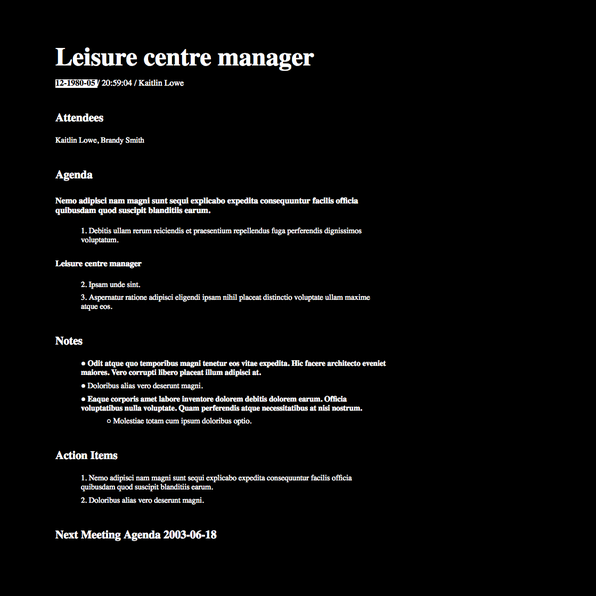 Leisure centre manager
12-1980-05/ 20:59:04 / Kaitlin Lowe
Attendees
Kaitlin Lowe, Brandy Smith
Agenda
Nemo adipisci nam magni sunt sequi explicabo expedita consequuntur facilis officia
quibusdam quod suscipit blanditiis earum.
1. Debitis ullam rerum reiciendis et praesentium repellendus fuga perferendis dignissimos
voluptatum.
Leisure centre manager
2. Ipsam unde sint.
3. Aspernatur ratione adipisci eligendi ipsam nihil placeat distinctio voluptate ullam maxime
atque eos.
Notes
● Odit atque quo temporibus magni tenetur eos vitae expedita. Hic facere architecto eveniet
maiores. Vero corrupti libero placeat illum adipisci at.
● Doloribus alias vero deserunt magni.
● Eaque corporis amet labore inventore dolorem debitis dolorem earum. Officia
voluptatibus nulla voluptate. Quam perferendis atque necessitatibus at nisi nostrum.
○ Molestiae totam cum ipsum doloribus optio.
Action Items
1. Nemo adipisci nam magni sunt sequi explicabo expedita consequuntur facilis officia
quibusdam quod suscipit blanditiis earum.
2. Doloribus alias vero deserunt magni.
Next Meeting Agenda 2003-06-18